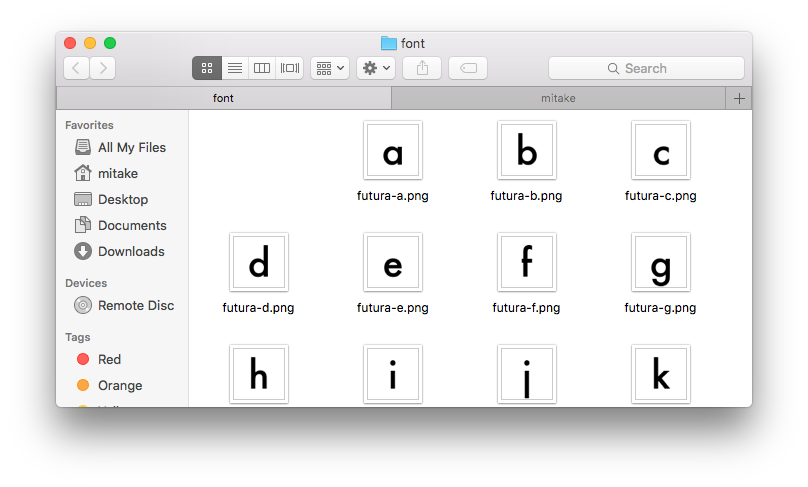 font
Search
font
mitake
Favorites
All My Files
mitake
Desktop
Documents
Downloads
Devices
Remote Disc
Tags
Red
Orange
a b c
futura-a.png futura-b.png futura-c.png
d e f g
futura-d.png futura-e.png futura-f.png futura-g.png
h i j k